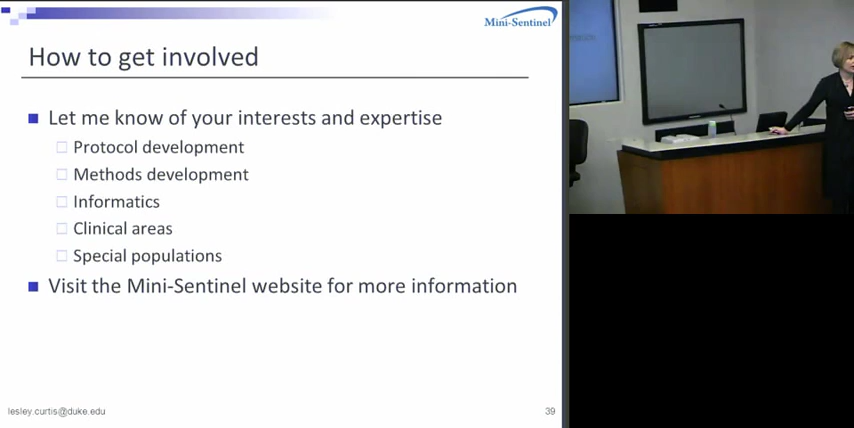 Mini-Sentinel
How to get involved
Let me know of your interests and expertise
Protocol development
Methods development
Informatics
Clinical areas
Special populations
Visit the Mini-Sentinel website for more information
lesley.curtis@duke.edu
39